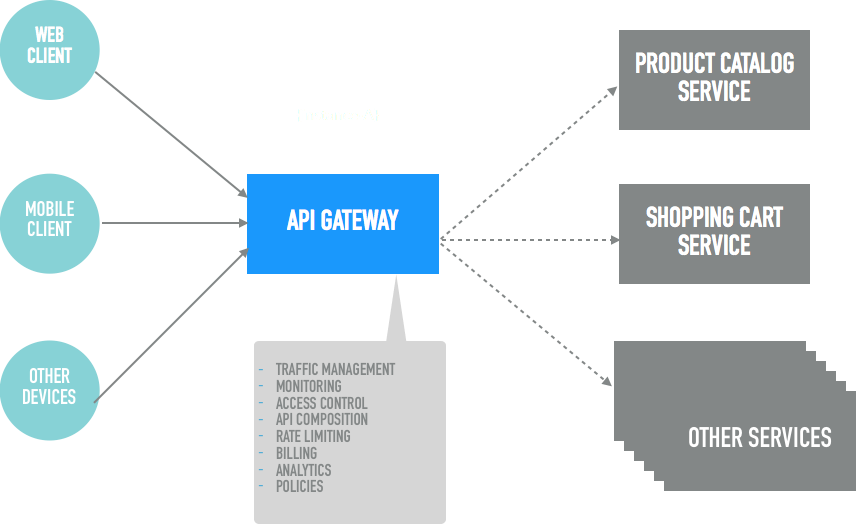 WEB
CLIENT
MOBILE
CLIENT
OTHER
DEVICES
API GATEWAY
- TRAFFIC MANAGEMENT
- MONITORING
- ACCESS CONTROL
- API COMPOSITION
- RATE LIMITING
- BILLING
- ANALYTICS
- POLICIES
PRODUCT CATALOG
SERVICE
SHOPPING CART
SERVICE
OTHER SERVICES